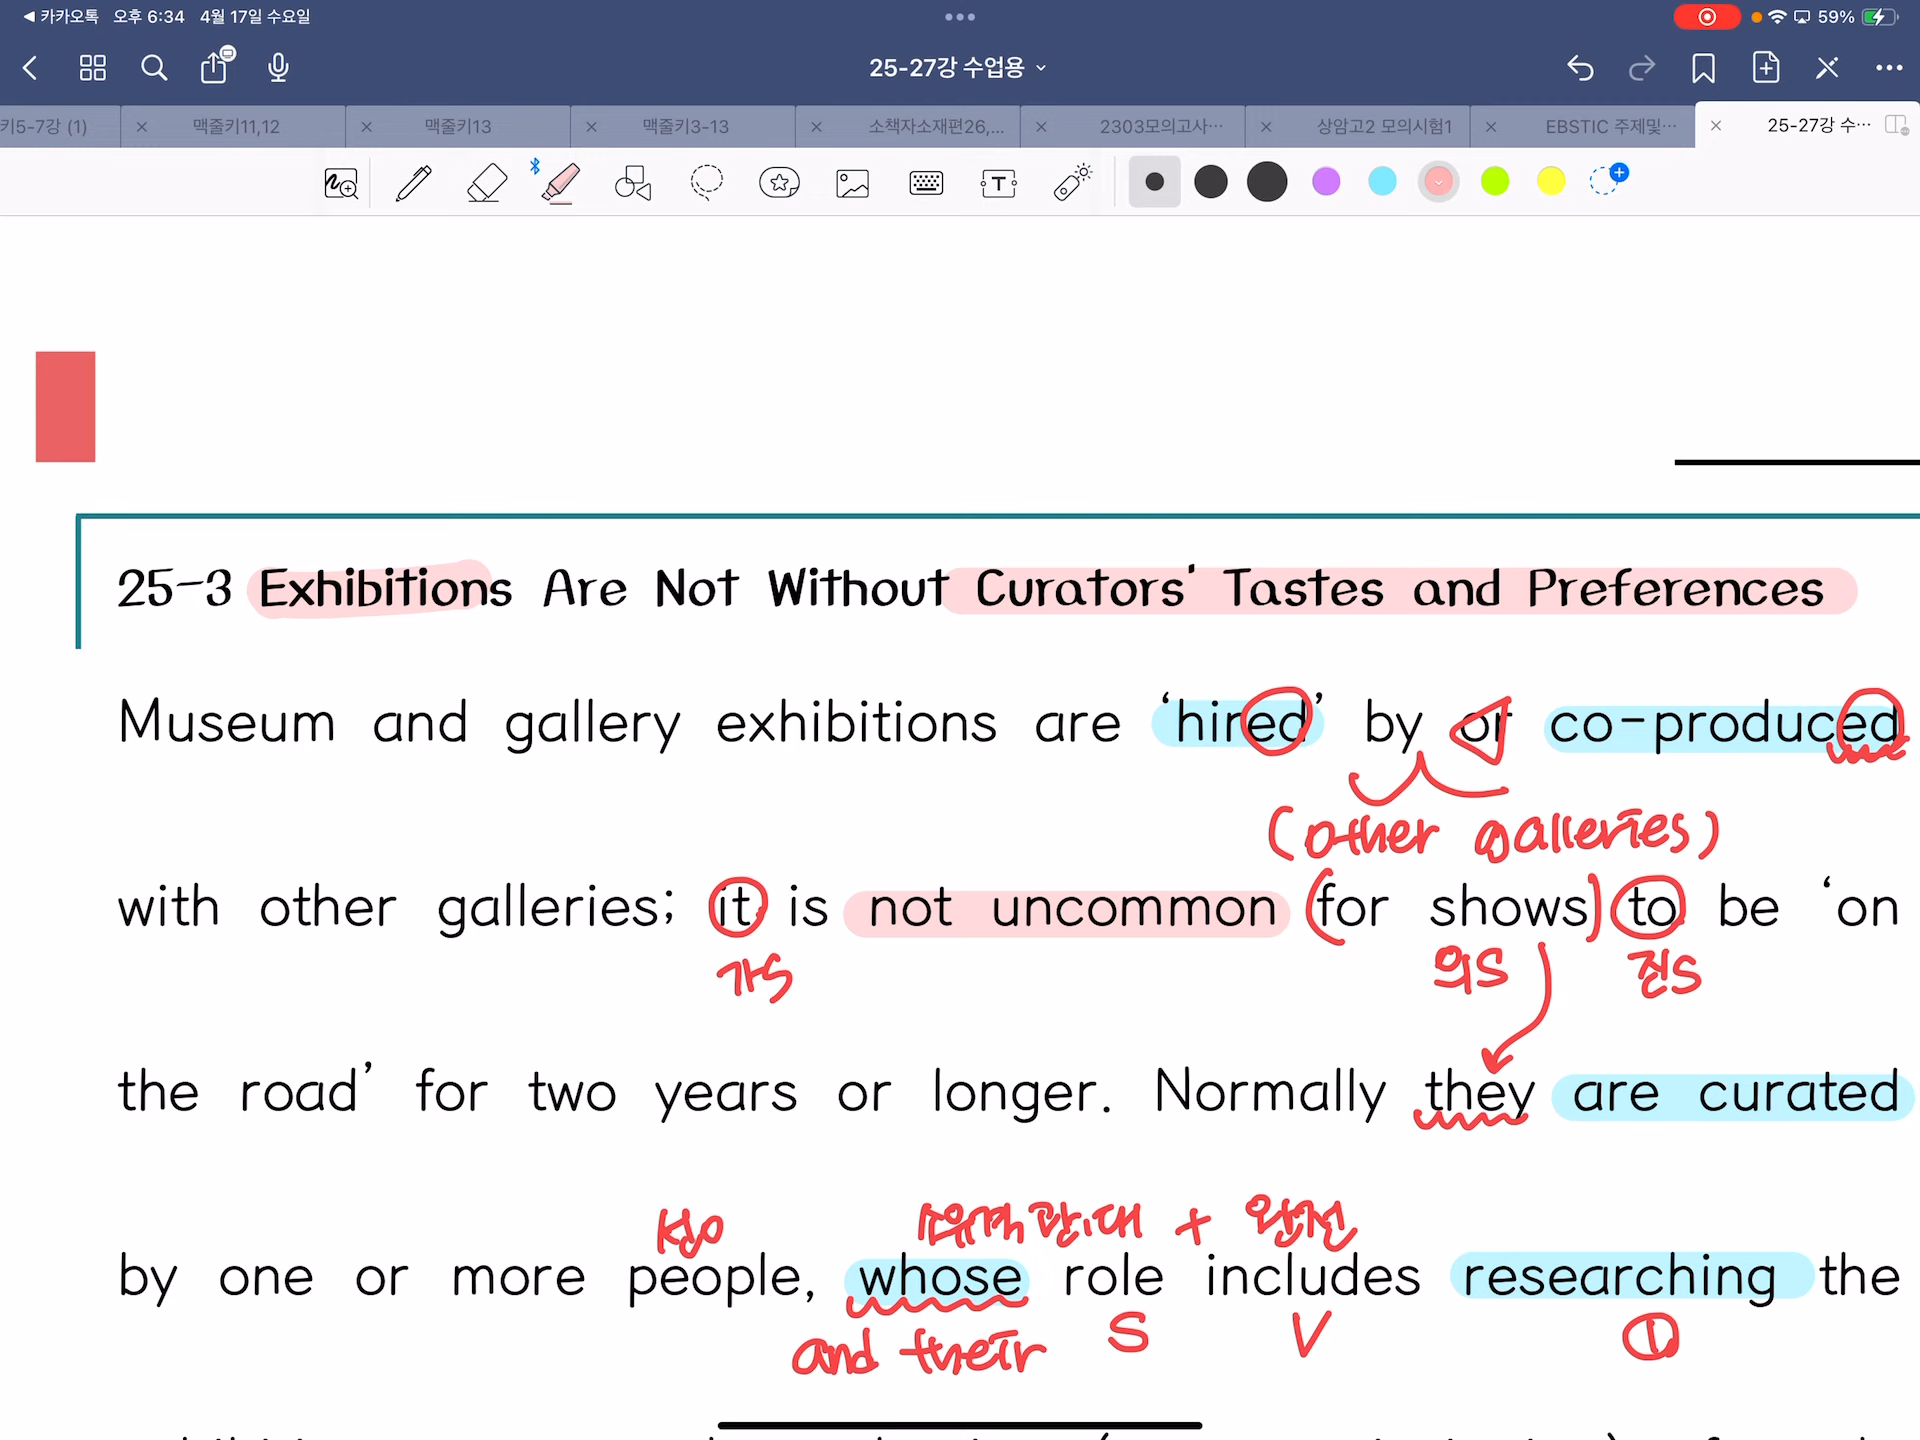 ◀ 카카오톡 오후 6:34 4월 17일 수요일
59%
25-27강 수업용
키5-7강 (1)
맥줄키11,12
맥줄키13
맥줄키3-13
소책자소재편26,...
2303모의고사...
상암고2 모의시험1
EBSTIC 주제및...
25-27강 수...
25-3 Exhibitions Are Not Without Curators' Tastes and Preferences
Museum and gallery exhibitions are ‘hired’ by or co-produced
(other galleries)
with other galleries; it is not uncommon (for shows) to be ‘on
가S 의S 진S
the road’ for two years or longer. Normally they are curated
소유격 관.대 + 완전
by one or more people, whose role includes researching the
and their S V ①